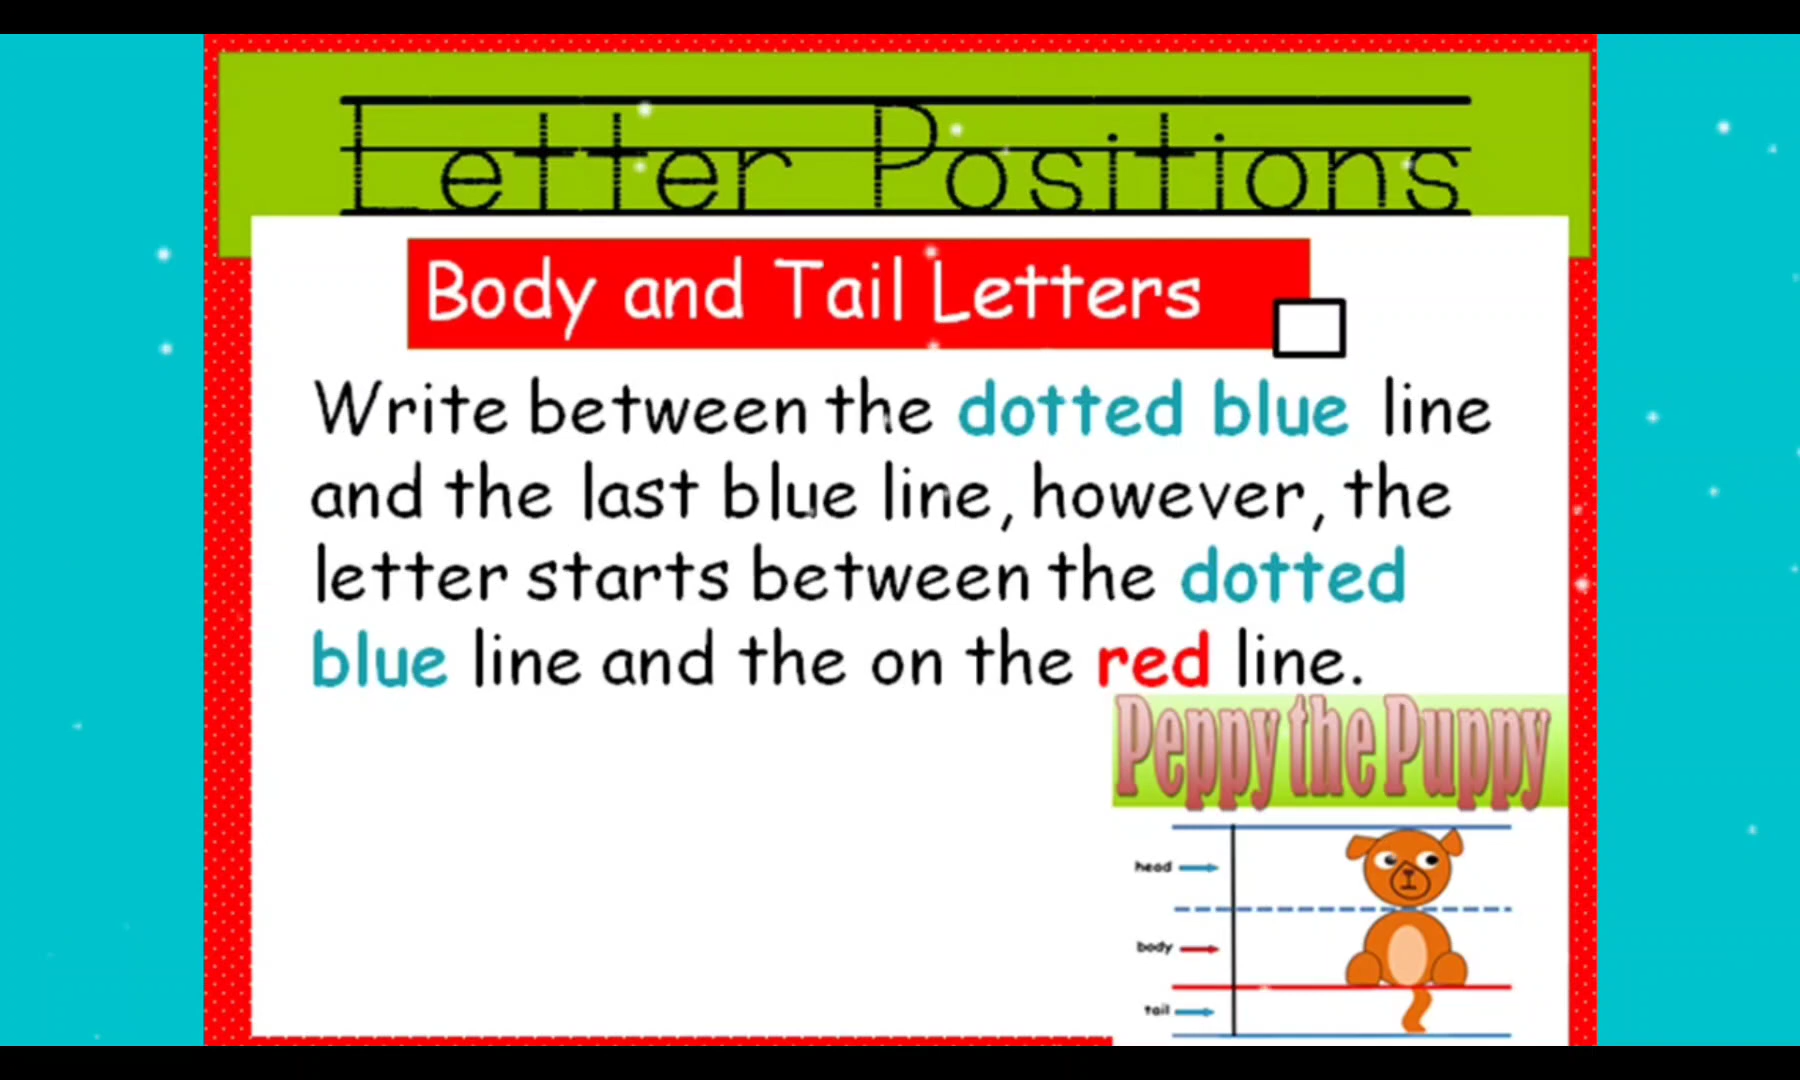 Letter Positions
Body and Tail Letters
Write between the dotted blue line
and the last blue line, however, the
letter starts between the dotted
blue line and the on the red line.
Peppy the Puppy
head
body
tail